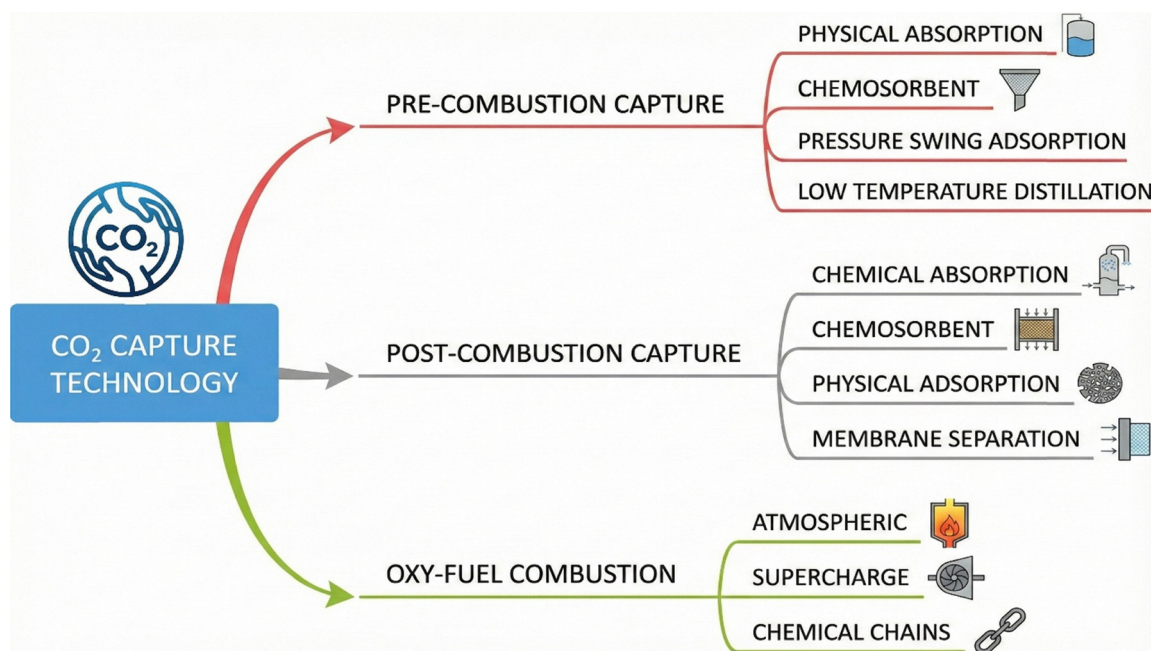 CO₂
CO₂ CAPTURE
TECHNOLOGY
PRE-COMBUSTION CAPTURE
PHYSICAL ABSORPTION
CHEMOSORBENT
PRESSURE SWING ADSORPTION
LOW TEMPERATURE DISTILLATION
POST-COMBUSTION CAPTURE
CHEMICAL ABSORPTION
CHEMOSORBENT
PHYSICAL ADSORPTION
MEMBRANE SEPARATION
OXY-FUEL COMBUSTION
ATMOSPHERIC
SUPERCHARGE
CHEMICAL CHAINS